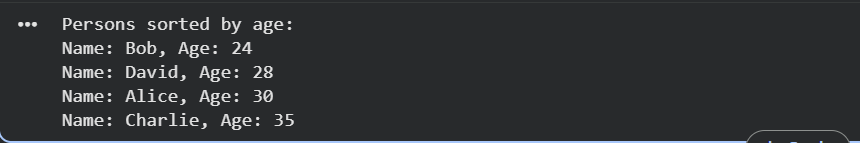 Persons sorted by age:
Name: Bob, Age: 24
Name: David, Age: 28
Name: Alice, Age: 30
Name: Charlie, Age: 35